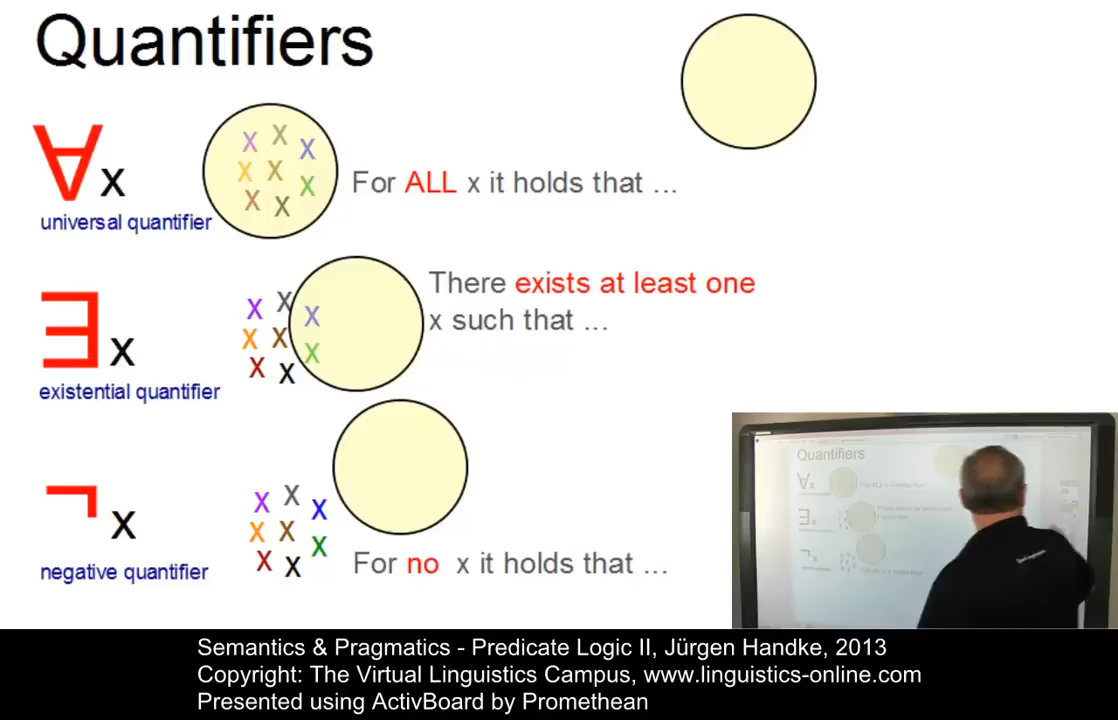 Quantifiers
∀x
universal quantifier
X X X X X X X X
For ALL x it holds that ...
∃x
existential quantifier
X X X X X X X X
There exists at least one
x such that ...
¬x
negative quantifier
X X X X X X X X
For no x it holds that ...
Quantifiers
Semantics & Pragmatics - Predicate Logic II, Jürgen Handke, 2013
Copyright: The Virtual Linguistics Campus, www.linguistics-online.com
Presented using ActivBoard by Promethean